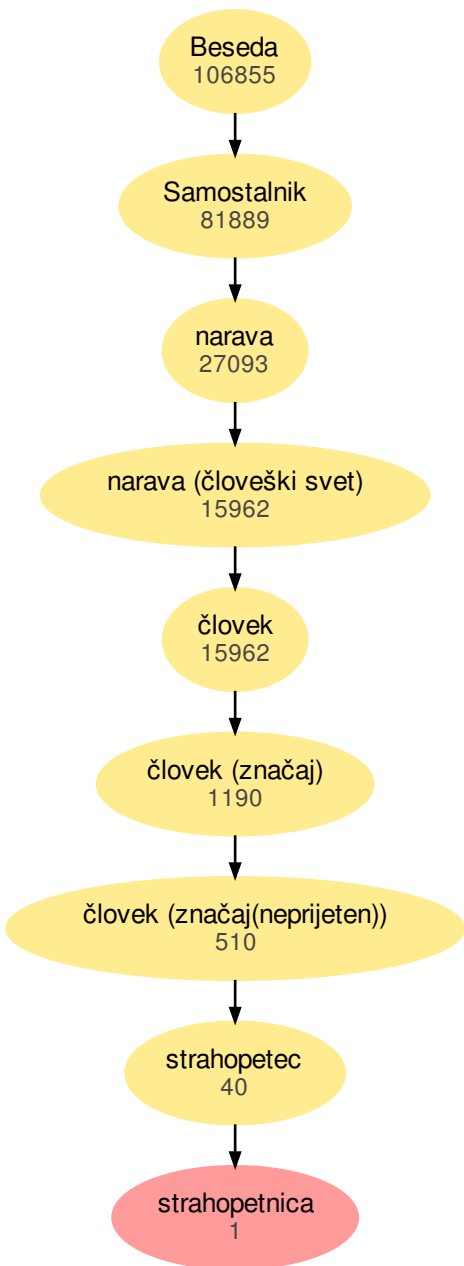 Beseda
106855
Samostalnik
81889
narava
27093
narava (človeški svet)
15962
človek
15962
človek (značaj)
1190
človek (značaj(neprijeten))
510
strahopetec
40
strahopetnica
1